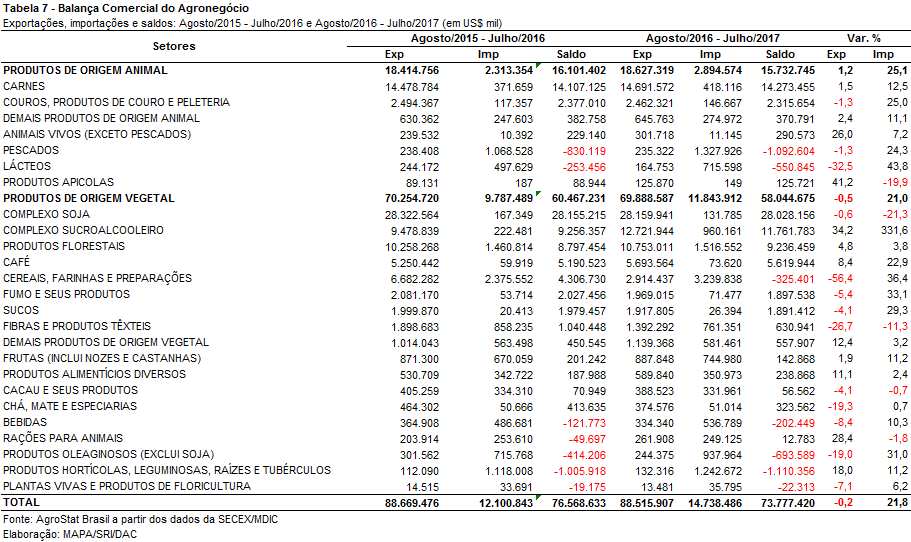 Tabela 7 - Balança Comercial do Agronegócio
Exportações, importações e saldos: Agosto/2015 - Julho/2016 e Agosto/2016 - Julho/2017 (em US$ mil)
Setores Agosto/2015 - Julho/2016 Agosto/2016 - Julho/2017 Var. %
Exp Imp Saldo Exp Imp Saldo Exp Imp
PRODUTOS DE ORIGEM ANIMAL 18.414.756 2.313.354 16.101.402 18.627.319 2.894.574 15.732.745 1,2 25,1
CARNES 14.478.784 371.659 14.107.125 14.691.572 418.116 14.273.455 1,5 12,5
COUROS, PRODUTOS DE COURO E PELETERIA 2.494.367 117.357 2.377.010 2.462.321 146.667 2.315.654 -1,3 25,0
DEMAIS PRODUTOS DE ORIGEM ANIMAL 630.362 247.603 382.758 645.763 274.972 370.791 2,4 11,1
ANIMAIS VIVOS (EXCETO PESCADOS) 239.532 10.392 229.140 301.718 11.145 290.573 26,0 7,2
PESCADOS 238.408 1.068.528 -830.119 235.322 1.327.926 -1.092.604 -1,3 24,3
LÁCTEOS 244.172 497.629 -253.456 164.753 715.598 -550.845 -32,5 43,8
PRODUTOS APICOLAS 89.131 187 88.944 125.870 149 125.721 41,2 -19,9
PRODUTOS DE ORIGEM VEGETAL 70.254.720 9.787.489 60.467.231 69.888.587 11.843.912 58.044.675 -0,5 21,0
COMPLEXO SOJA 28.322.564 167.349 28.155.215 28.159.941 131.785 28.028.156 -0,6 -21,3
COMPLEXO SUCROALCOOLEIRO 9.478.839 222.481 9.256.357 12.721.944 960.161 11.761.783 34,2 331,6
PRODUTOS FLORESTAIS 10.258.268 1.460.814 8.797.454 10.753.011 1.516.552 9.236.459 4,8 3,8
CAFÉ 5.250.442 59.919 5.190.523 5.693.564 73.620 5.619.944 8,4 22,9
CEREAIS, FARINHAS E PREPARAÇÕES 6.682.282 2.375.552 4.306.730 2.914.437 3.239.838 -325.401 -56,4 36,4
FUMO E SEUS PRODUTOS 2.081.170 53.714 2.027.456 1.969.015 71.477 1.897.538 -5,4 33,1
SUCOS 1.999.870 20.413 1.979.457 1.917.805 26.394 1.891.412 -4,1 29,3
FIBRAS E PRODUTOS TÊXTEIS 1.898.683 858.235 1.040.448 1.392.292 761.351 630.941 -26,7 -11,3
DEMAIS PRODUTOS DE ORIGEM VEGETAL 1.014.043 563.498 450.545 1.139.368 581.461 557.907 12,4 3,2
FRUTAS (INCLUI NOZES E CASTANHAS) 871.300 670.059 201.242 887.848 744.980 142.868 1,9 11,2
PRODUTOS ALIMENTÍCIOS DIVERSOS 530.709 342.722 187.988 589.840 350.973 238.868 11,1 2,4
CACAU E SEUS PRODUTOS 405.259 334.310 70.949 388.523 331.961 56.562 -4,1 -0,7
CHÁ, MATE E ESPECIARIAS 464.302 50.666 413.635 374.576 51.014 323.562 -19,3 0,7
BEBIDAS 364.908 486.681 -121.773 334.340 536.789 -202.449 -8,4 10,3
RAÇÕES PARA ANIMAIS 203.914 253.610 -49.697 261.908 249.125 12.783 28,4 -1,8
PRODUTOS OLEAGINOSOS (EXCLUI SOJA) 301.562 715.768 -414.206 244.375 937.964 -693.589 -19,0 31,0
PRODUTOS HORTÍCOLAS, LEGUMINOSAS, RAÍZES E TUBÉRCULOS 112.090 1.118.008 -1.005.918 132.316 1.242.672 -1.110.356 18,0 11,2
PLANTAS VIVAS E PRODUTOS DE FLORICULTURA 14.515 33.691 -19.175 13.481 35.795 -22.313 -7,1 6,2
TOTAL 88.669.476 12.100.843 76.568.633 88.515.907 14.738.486 73.777.420 -0,2 21,8
Fonte: AgroStat Brasil a partir dos dados da SECEX/MDIC
Elaboração: MAPA/SRI/DAC